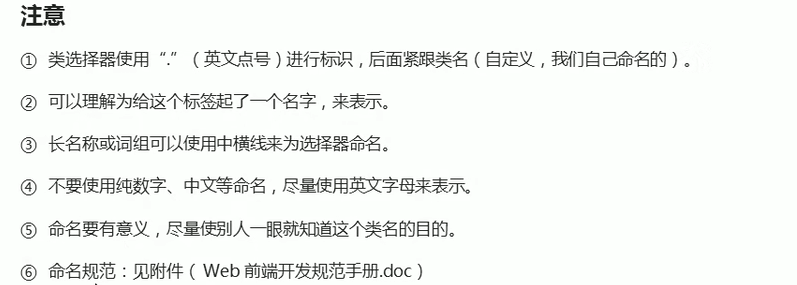 注意
① 类选择器使用“.”（英文点号）进行标识，后面紧跟类名（自定义，我们自己命名的）。
② 可以理解为给这个标签起了一个名字，来表示。
③ 长名称或词组可以使用中横线来为选择器命名。
④ 不要使用纯数字、中文等命名，尽量使用英文字母来表示。
⑤ 命名要有意义，尽量使别人一眼就知道这个类名的目的。
⑥ 命名规范：见附件（ Web 前端开发规范手册.doc ）